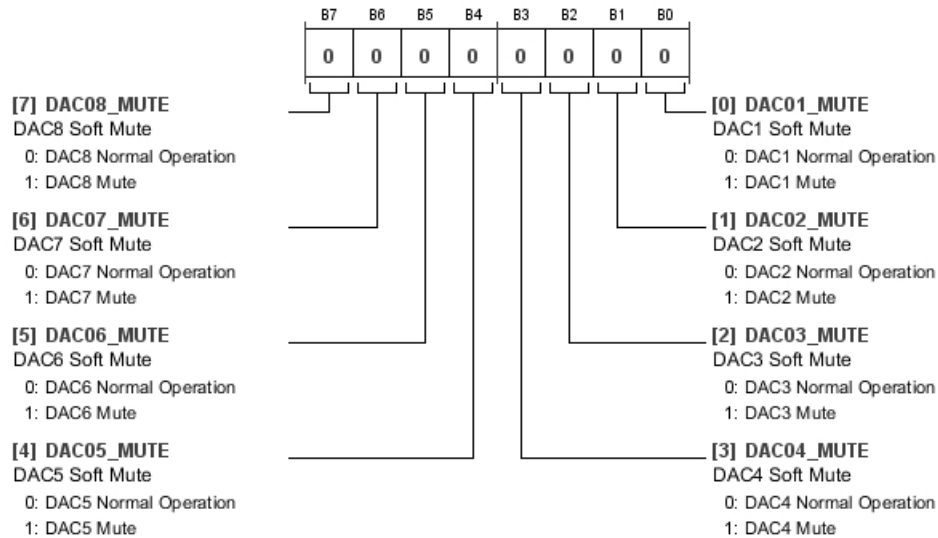 B7 B6 B5 B4 B3 B2 B1 B0
0 0 0 0 0 0 0 0
[7] DAC08_MUTE
DAC8 Soft Mute
0: DAC8 Normal Operation
1: DAC8 Mute
[6] DAC07_MUTE
DAC7 Soft Mute
0: DAC7 Normal Operation
1: DAC7 Mute
[5] DAC06_MUTE
DAC6 Soft Mute
0: DAC6 Normal Operation
1: DAC6 Mute
[4] DAC05_MUTE
DAC5 Soft Mute
0: DAC5 Normal Operation
1: DAC5 Mute
[0] DAC01_MUTE
DAC1 Soft Mute
0: DAC1 Normal Operation
1: DAC1 Mute
[1] DAC02_MUTE
DAC2 Soft Mute
0: DAC2 Normal Operation
1: DAC2 Mute
[2] DAC03_MUTE
DAC3 Soft Mute
0: DAC3 Normal Operation
1: DAC3 Mute
[3] DAC04_MUTE
DAC4 Soft Mute
0: DAC4 Normal Operation
1: DAC4 Mute